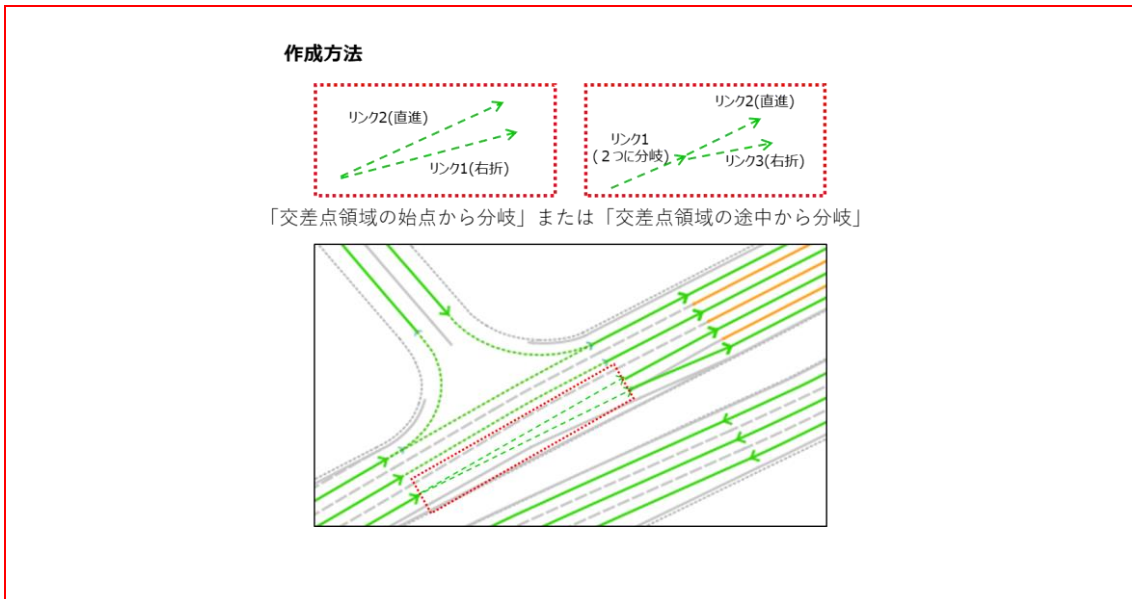 作成方法
リンク2(直進)
リンク1(右折)
リンク2(直進)
リンク1
(２つに分岐)
リンク3(右折)
「交差点領域の始点から分岐」または「交差点領域の途中から分岐」